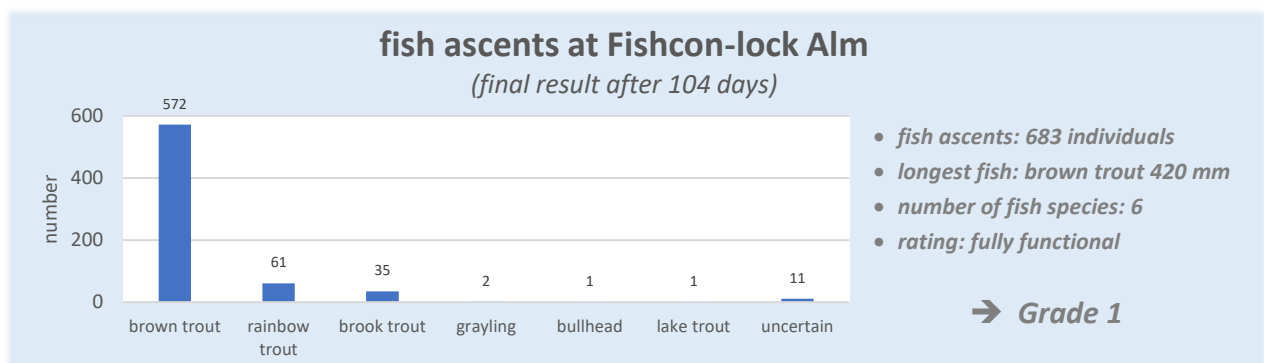 fish ascents at Fishcon-lock Alm
(final result after 104 days)
number
600
400
200
0
572
61
35
2
1
1
11
brown trout
rainbow
trout
brook trout
grayling
bullhead
lake trout
uncertain
• fish ascents: 683 individuals
• longest fish: brown trout 420 mm
• number of fish species: 6
• rating: fully functional
➔ Grade 1